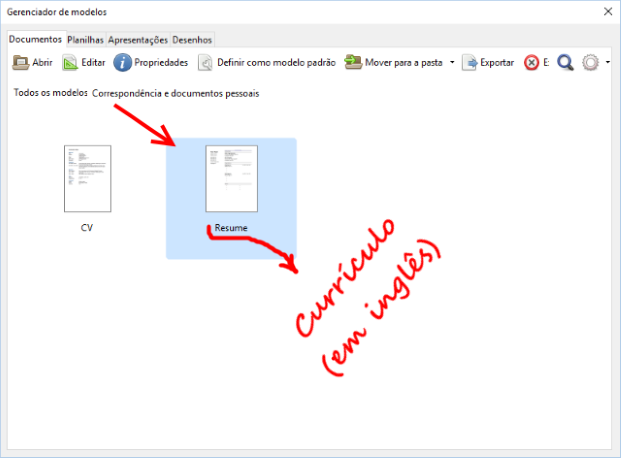 Gerenciador de modelos
Documentos Planilhas Apresentações Desenhos
Abrir Editar Propriedades Definir como modelo padrão Mover para a pasta Exportar E:
Todos os modelos Correspondência e documentos pessoais
CV Resume
Currículo
(em inglês)